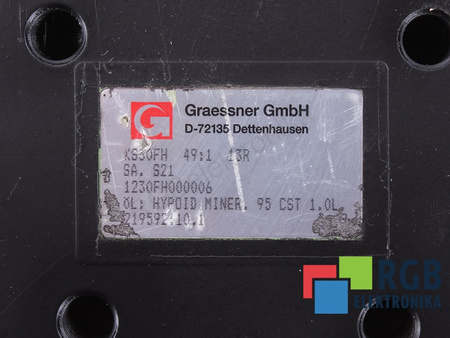 G
Graessner GmbH
D-72135 Dettenhausen
KS30FH 49:1 13R
SA. S21
1230FH000006
ÖL: HYPOID MINER. 95 CST 1.0L
219592.10.1
RGB
ELEKTRONIKA